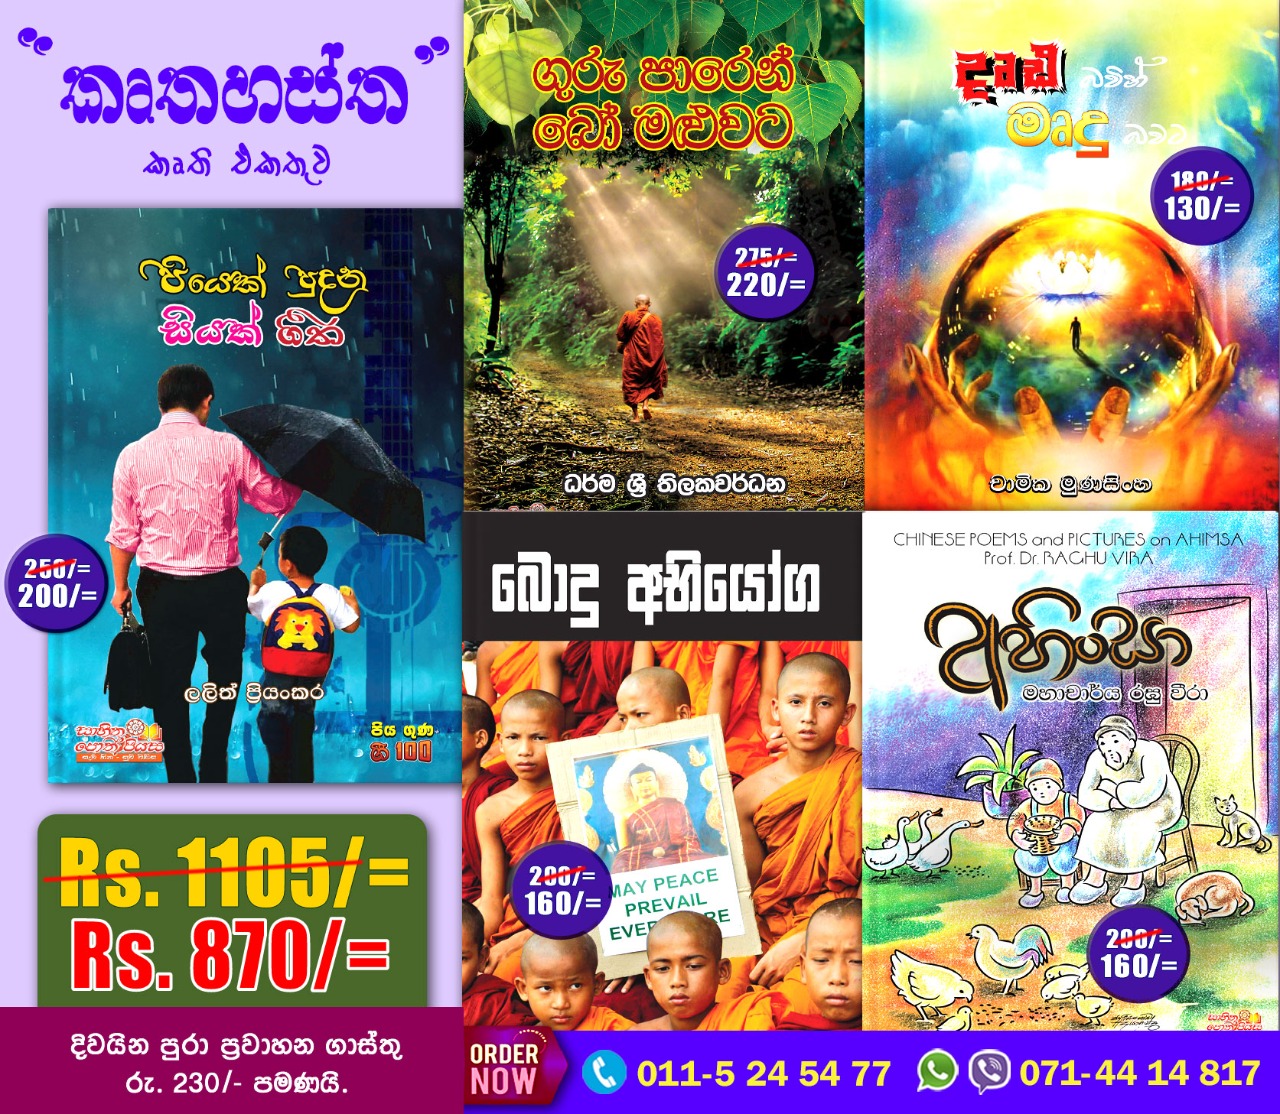 "කෘතහස්ත"
කෘති එකතුව
පියෙක් පුදන
සියක් ගීත
250/=
200/=
ලලිත් ප්‍රියංකර
සාහිත්‍ය
පොත් පියස
පිය ගුණ
ගී 100
Rs. 1105/=
Rs. 870/=
දිවයින පුරා ප්‍රවාහන ගාස්තු
රු. 230/- පමණයි.
ගුරු පාරෙන්
බෝ මළුවට
275/=
220/=
ධර්ම ශ්‍රී තිලකවර්ධන
දෘඪ බවින්
මෘදු බවට
180/=
130/=
චාමික මුණසිංහ
බොදු අභියෝග
200/=
160/=
MAY PEACE
PREVAIL
CHINESE POEMS and PICTURES on AHIMSA
Prof. Dr. RAGHU VIRA
අහිංසා
මහාචාර්ය රඝු වීරා
200/=
160/=
ORDER
NOW
011-5 24 54 77
071-44 14 817